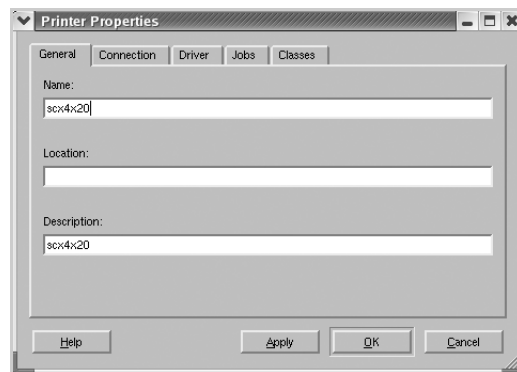 Printer Properties
General Connection Driver Jobs Classes
Name:
scx4x20
Location:
Description:
scx4x20
Help Apply OK Cancel